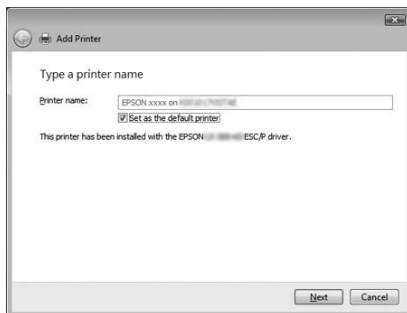 Add Printer
Type a printer name
Printer name:
EPSON xxxx on
Set as the default printer
This printer has been installed with the EPSON ESC/P driver.
Next
Cancel